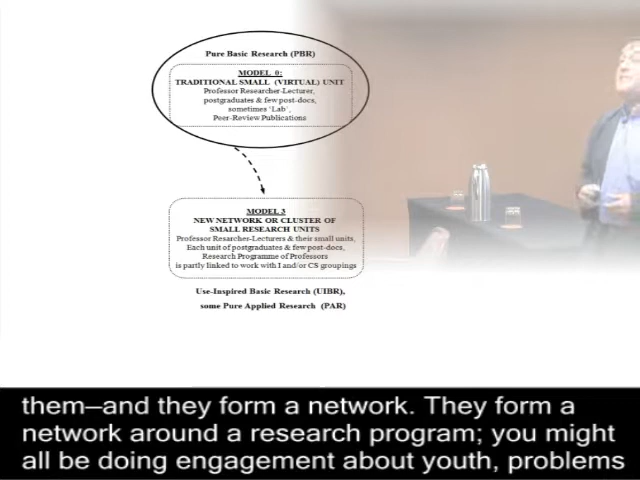 Pure Basic Research (PBR)
MODEL 0:
TRADITIONAL SMALL (VIRTUAL) UNIT
Professor Researcher-Lecturer,
postgraduates & few post-docs,
sometimes 'Lab',
Peer-Review Publications
MODEL 3
NEW NETWORK OR CLUSTER OF
SMALL RESEARCH UNITS
Professor Resarcher-Lecturers & their small units,
Each unit of postgraduates & few post-docs,
Research Programme of Professors
is partly linked to work with I and/or CS groupings
Use-Inspired Basic Research (UIBR),
some Pure Applied Research (PAR)
them—and they form a network. They form a
network around a research program; you might
all be doing engagement about youth, problems